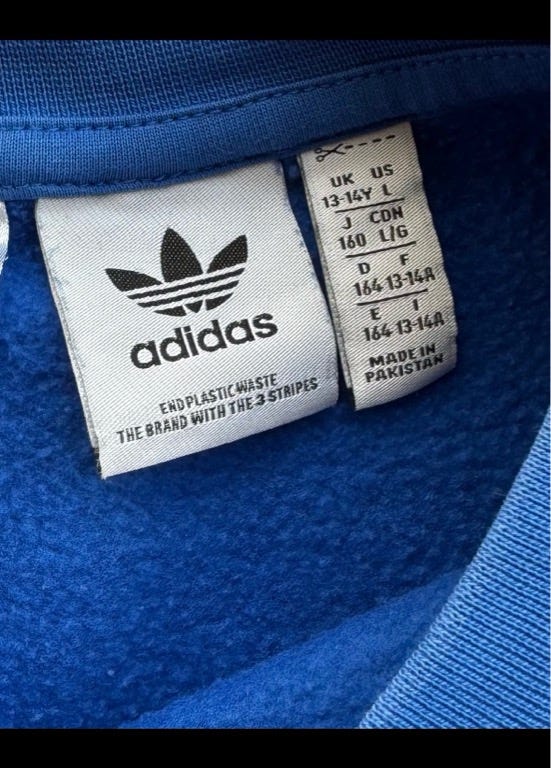 adidas
END PLASTIC WASTE
THE BRAND WITH THE 3 STRIPES
UK US
13-14Y L
J CDN
160 L/G
D F
164 13-14A
E I
164 13-14A
MADE IN
PAKISTAN